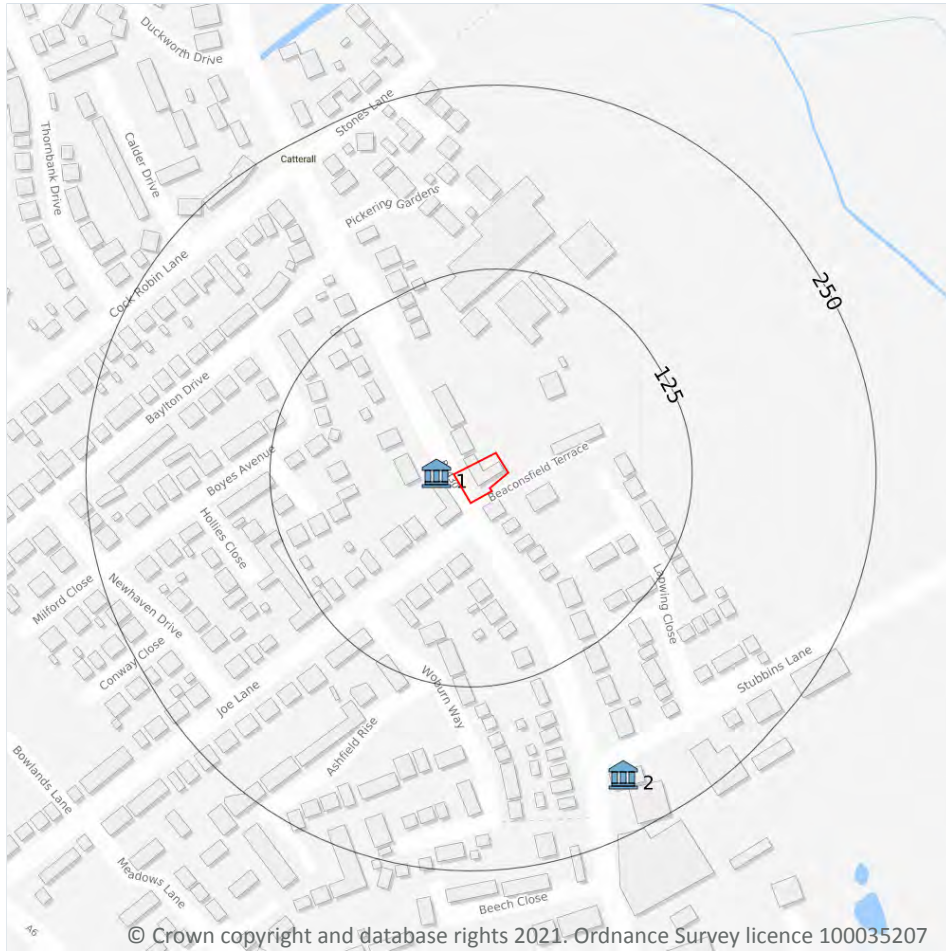 Duckworth Drive
Stones Lane
Thornbank Drive
Calder Drive
Catterall
Pickering Gardens
Cock Robin Lane
250
125
Baylton Drive
Boyes Avenue
1
Beaconsfield Terrace
Hollies Close
Milford Close
Newhaven Drive
Lapwing Close
Conway Close
Joe Lane
Woburn Way
Stubbins Lane
Ashfield Rise
Bowlands Lane
2
Meadows Lane
Beech Close
A6
© Crown copyright and database rights 2021. Ordnance Survey licence 100035207